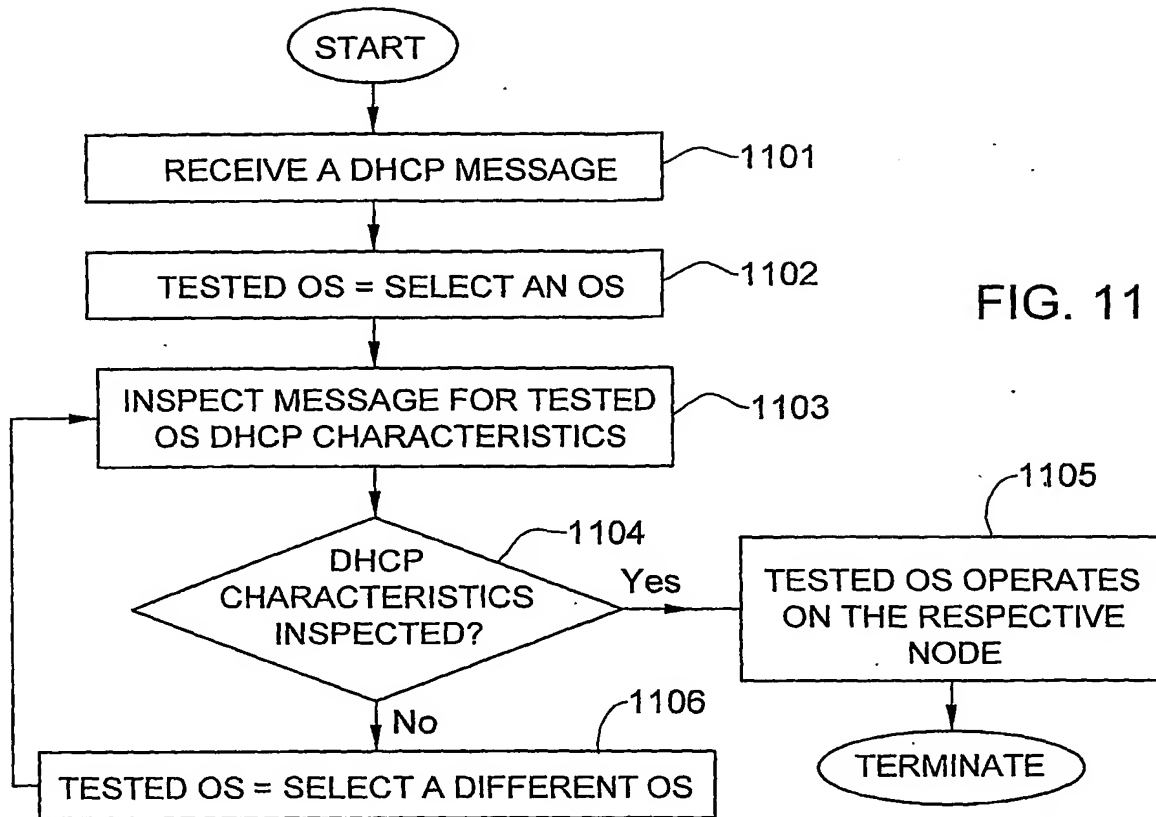 START
RECEIVE A DHCP MESSAGE
1101
TESTED OS = SELECT AN OS
1102
FIG. 11
INSPECT MESSAGE FOR TESTED
OS DHCP CHARACTERISTICS
1103
DHCP
CHARACTERISTICS
INSPECTED?
1104
Yes
1105
TESTED OS OPERATES
ON THE RESPECTIVE
NODE
No
1106
TESTED OS = SELECT A DIFFERENT OS
TERMINATE